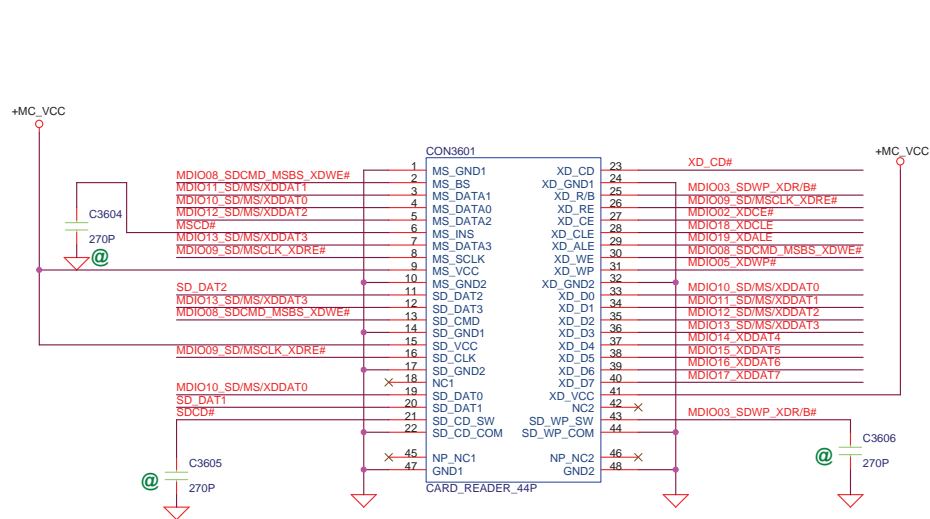 +MC_VCC
+MC_VCC
CON3601
1 MS_GND1 XD_CD 23 XD_CD#
MDIO08_SDCMD_MSBS_XDWE# 2 MS_BS XD_GND1 24
MDIO11_SD/MS/XDDAT1 3 MS_DATA1 XD_R/B 25 MDIO03_SDWP_XDR/B#
MDIO10_SD/MS/XDDAT0 4 MS_DATA0 XD_RE 26 MDIO09_SD/MSCLK_XDRE#
MDIO12_SD/MS/XDDAT2 5 MS_DATA2 XD_CE 27 MDIO02_XDCE#
MSCD# 6 MS_INS XD_CLE 28 MDIO18_XDCLE
MDIO13_SD/MS/XDDAT3 7 MS_DATA3 XD_ALE 29 MDIO19_XDALE
MDIO09_SD/MSCLK_XDRE# 8 MS_SCLK XD_WE 30 MDIO08_SDCMD_MSBS_XDWE#
9 MS_VCC XD_WP 31 MDIO05_XDWP#
10 MS_GND2 XD_GND2 32
SD_DAT2 11 SD_DAT2 XD_D0 33 MDIO10_SD/MS/XDDAT0
MDIO13_SD/MS/XDDAT3 12 SD_DAT3 XD_D1 34 MDIO11_SD/MS/XDDAT1
MDIO08_SDCMD_MSBS_XDWE# 13 SD_CMD XD_D2 35 MDIO12_SD/MS/XDDAT2
14 SD_GND1 XD_D3 36 MDIO13_SD/MS/XDDAT3
15 SD_VCC XD_D4 37 MDIO14_XDDAT4
MDIO09_SD/MSCLK_XDRE# 16 SD_CLK XD_D5 38 MDIO15_XDDAT5
17 SD_GND2 XD_D6 39 MDIO16_XDDAT6
18 NC1 XD_D7 40 MDIO17_XDDAT7
MDIO10_SD/MS/XDDAT0 19 SD_DAT0 XD_VCC 41
SD_DAT1 20 SD_DAT1 NC2 42
SDCD# 21 SD_CD_SW SD_WP_SW 43 MDIO03_SDWP_XDR/B#
22 SD_CD_COM SD_WP_COM 44
45 NP_NC1 NP_NC2 46
47 GND1 GND2 48
CARD_READER_44P
C3604
270P
@
C3605
270P
@
C3606
270P
@